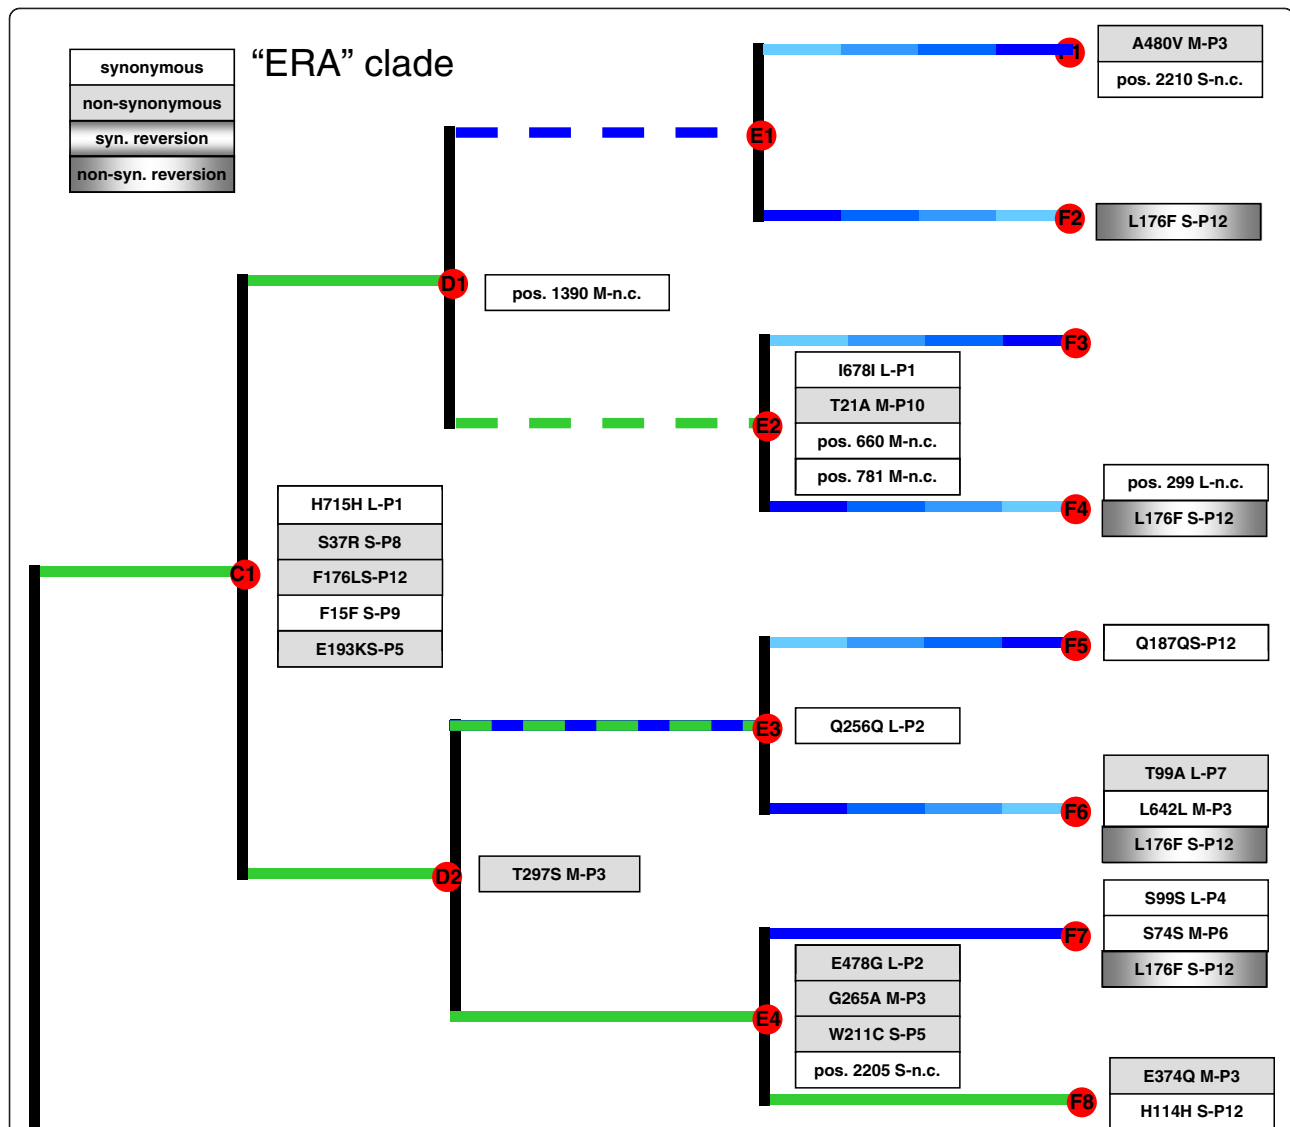 synonymous
non-synonymous
syn. reversion
non-syn. reversion
“ERA” clade
F1
A480V M-P3
pos. 2210 S-n.c.
E1
F2
L176F S-P12
D1
pos. 1390 M-n.c.
F3
I678I L-P1
T21A M-P10
pos. 660 M-n.c.
pos. 781 M-n.c.
E2
F4
pos. 299 L-n.c.
L176F S-P12
C1
H715H L-P1
S37R S-P8
F176LS-P12
F15F S-P9
E193KS-P5
F5
Q187QS-P12
E3
Q256Q L-P2
F6
T99A L-P7
L642L M-P3
L176F S-P12
D2
T297S M-P3
F7
S99S L-P4
S74S M-P6
L176F S-P12
E4
E478G L-P2
G265A M-P3
W211C S-P5
pos. 2205 S-n.c.
F8
E374Q M-P3
H114H S-P12